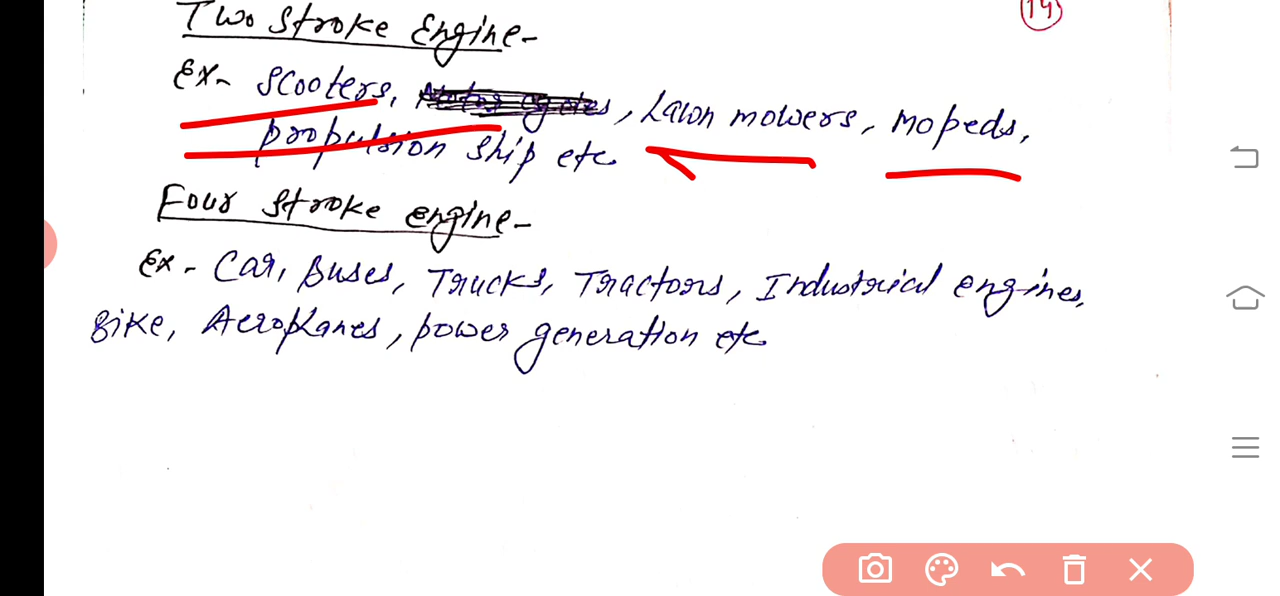 (14)
Two Stroke Engine-
Ex- Scooters, Motor cycles, Lawn mowers, Mopeds,
propulsion ship etc
Four stroke engine-
Ex- Car, Buses, Trucks, Tractors, Industrial engines,
Bike, Aeroplanes, power generation etc